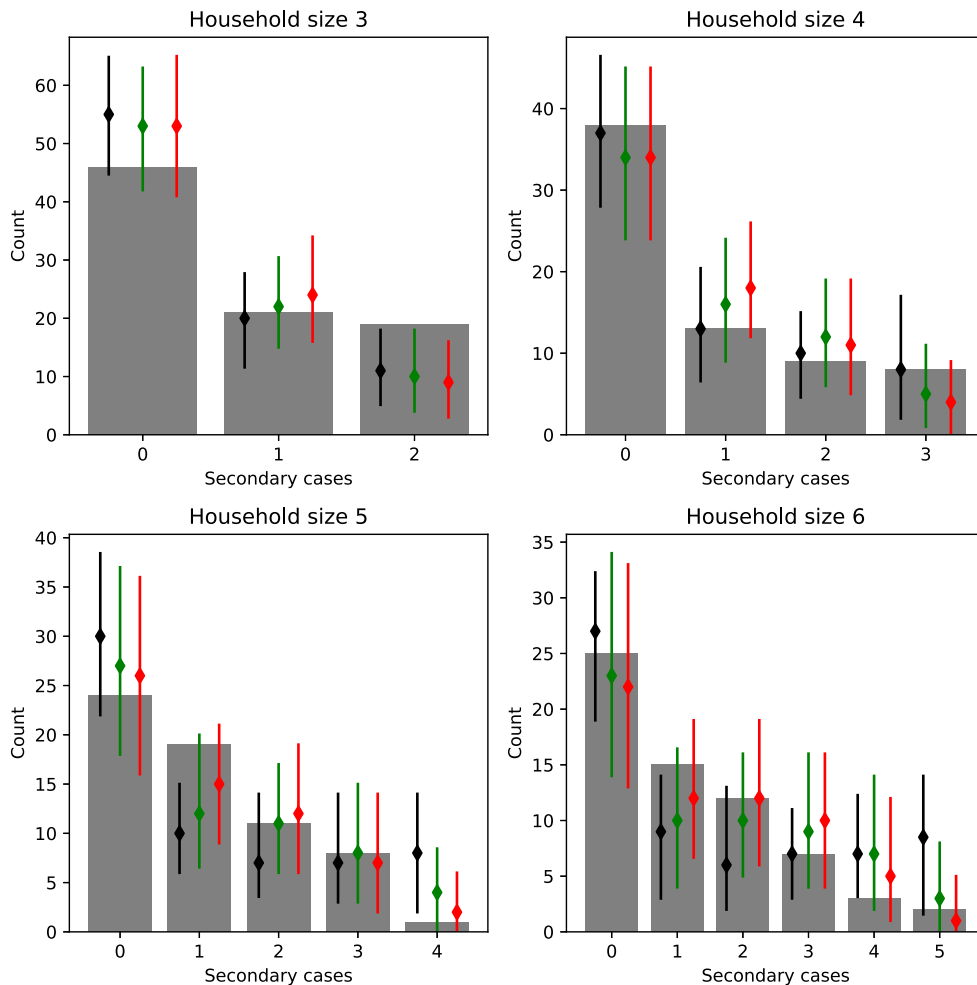 Household size 3
Count
0
10
20
30
40
50
60
0 1 2
Secondary cases
Household size 4
Count
0
10
20
30
40
0 1 2 3
Secondary cases
Household size 5
Count
0
5
10
15
20
25
30
35
40
0 1 2 3 4
Secondary cases
Household size 6
Count
0
5
10
15
20
25
30
35
0 1 2 3 4 5
Secondary cases